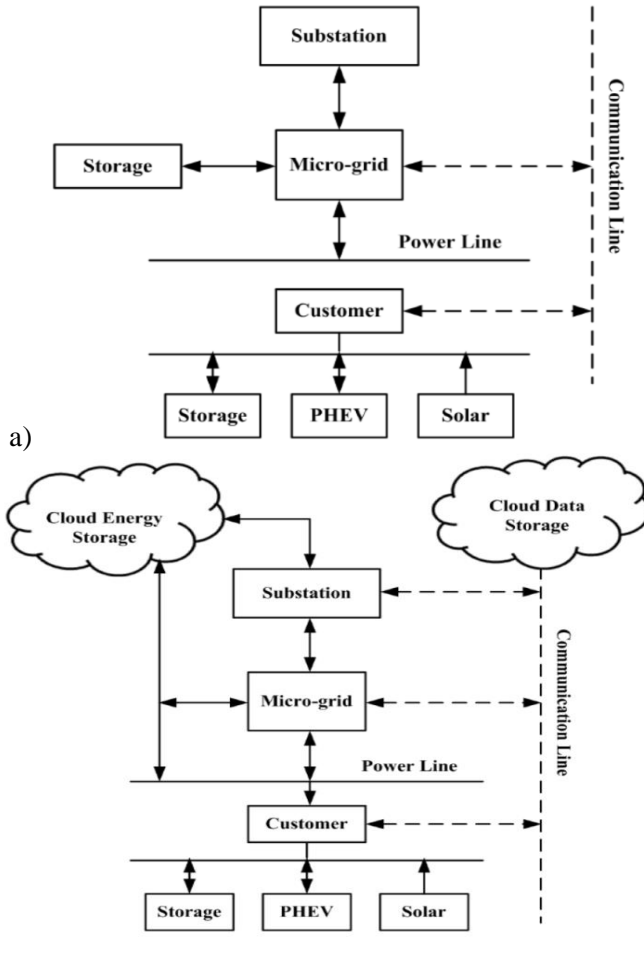 Substation
Communication Line
Storage
Micro-grid
Power Line
Customer
Storage
PHEV
Solar
a)
Cloud Energy
Storage
Cloud Data
Storage
Substation
Communication Line
Micro-grid
Power Line
Customer
Storage
PHEV
Solar